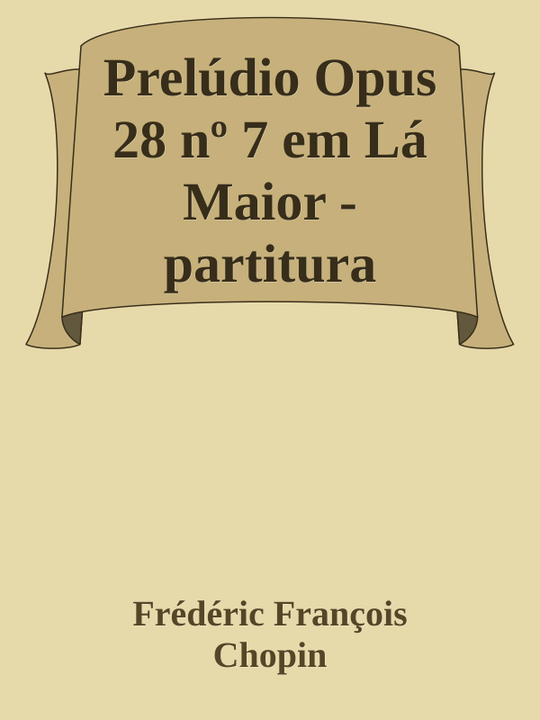 Prelúdio Opus
28 nº 7 em Lá
Maior -
partitura
Frédéric François
Chopin